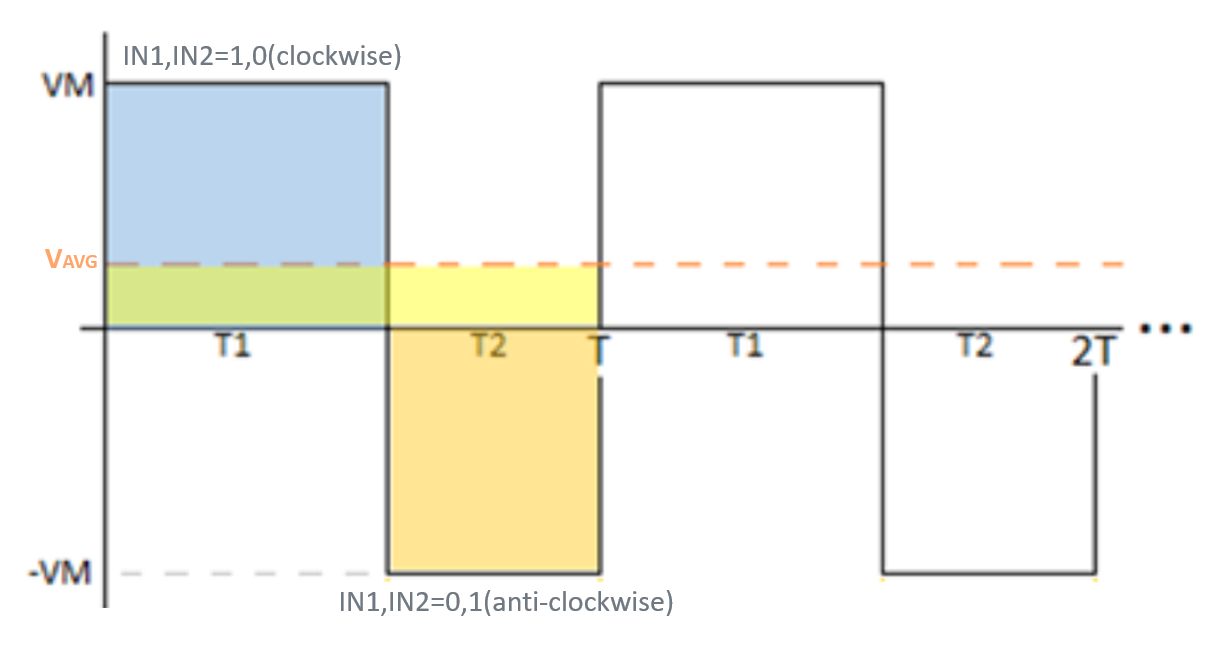 IN1,IN2=1,0(clockwise)
VM
VAVG
T1
T2
T
T1
T2
2T
-VM
IN1,IN2=0,1(anti-clockwise)